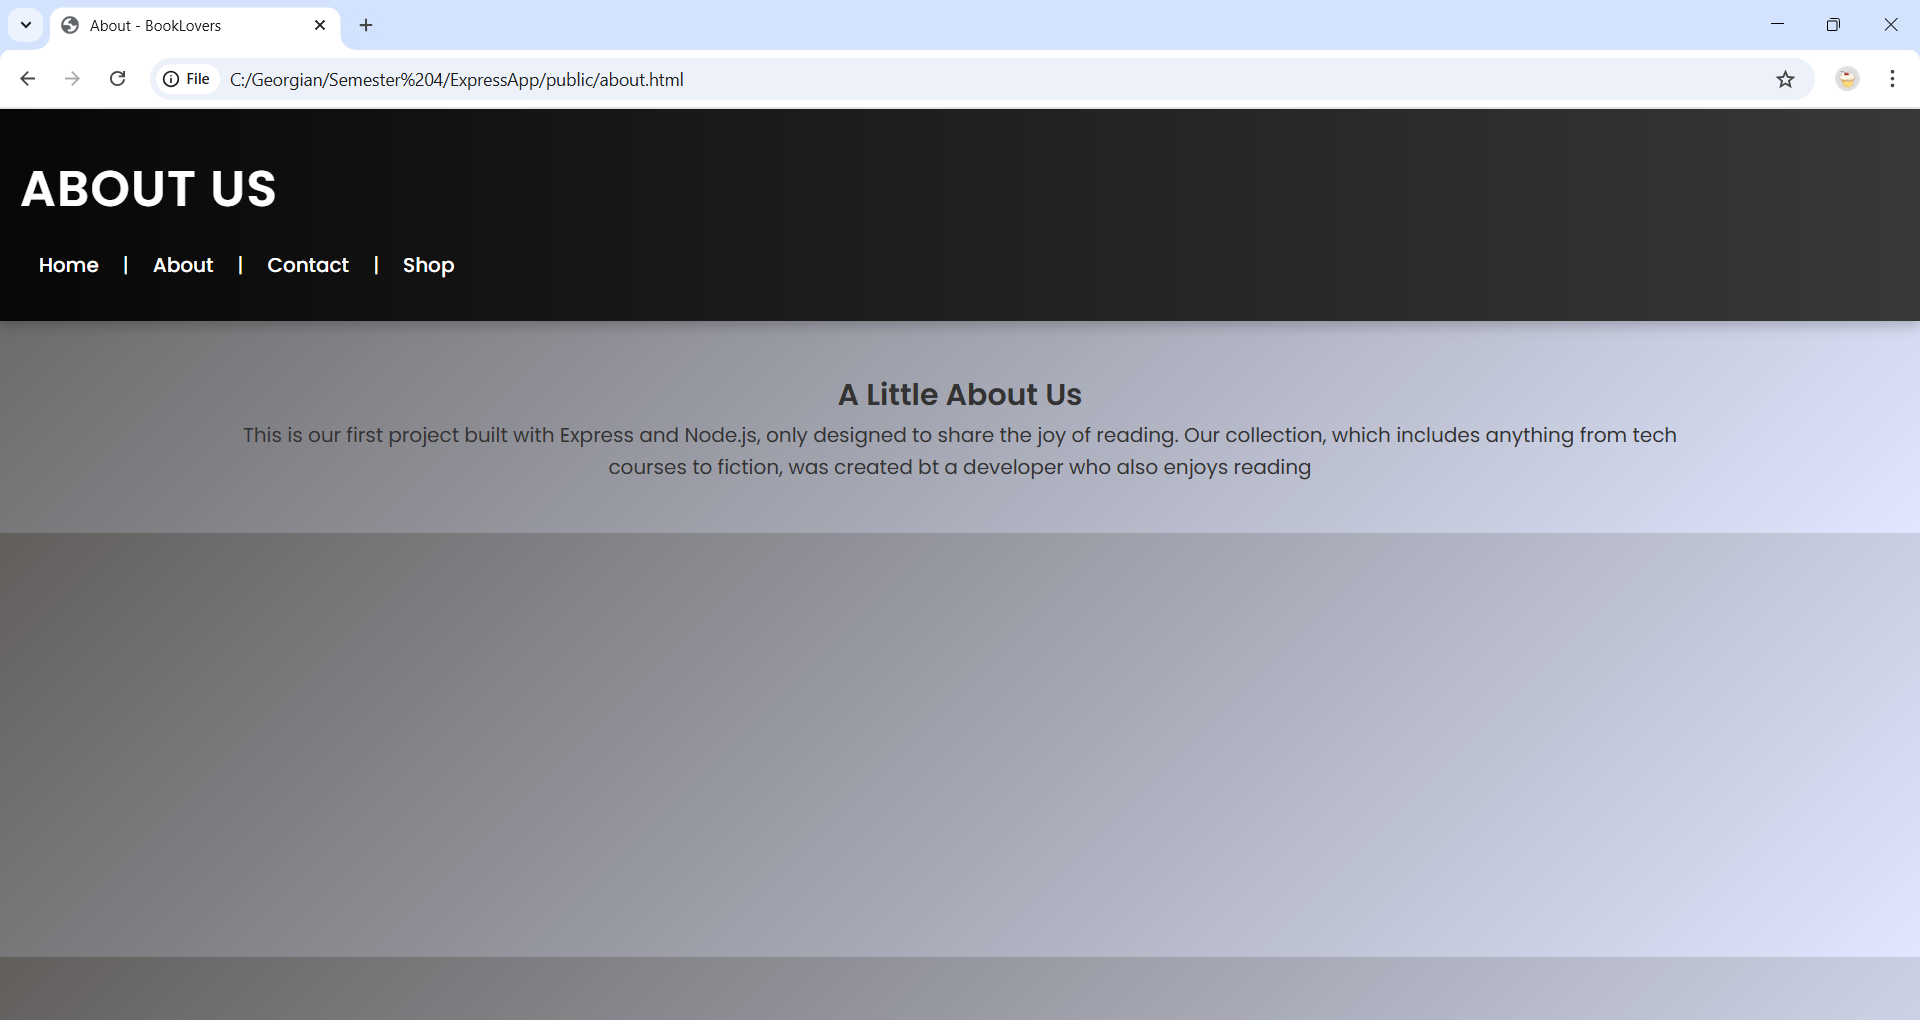 About - BookLovers
File C:/Georgian/Semester%204/ExpressApp/public/about.html
ABOUT US
Home | About | Contact | Shop
A Little About Us
This is our first project built with Express and Node.js, only designed to share the joy of reading. Our collection, which includes anything from tech
courses to fiction, was created bt a developer who also enjoys reading